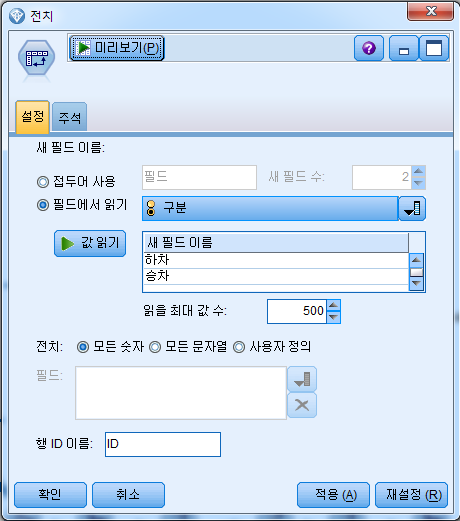 전치
미리보기(P)
설정 주석
새 필드 이름:
접두어 사용 필드 새 필드 수: 2
필드에서 읽기 구분
값 읽기 새 필드 이름
하차
승차
읽을 최대 값 수: 500
전치: 모든 숫자 모든 문자열 사용자 정의
필드:
행 ID 이름: ID
확인 취소 적용 (A) 재설정 (R)